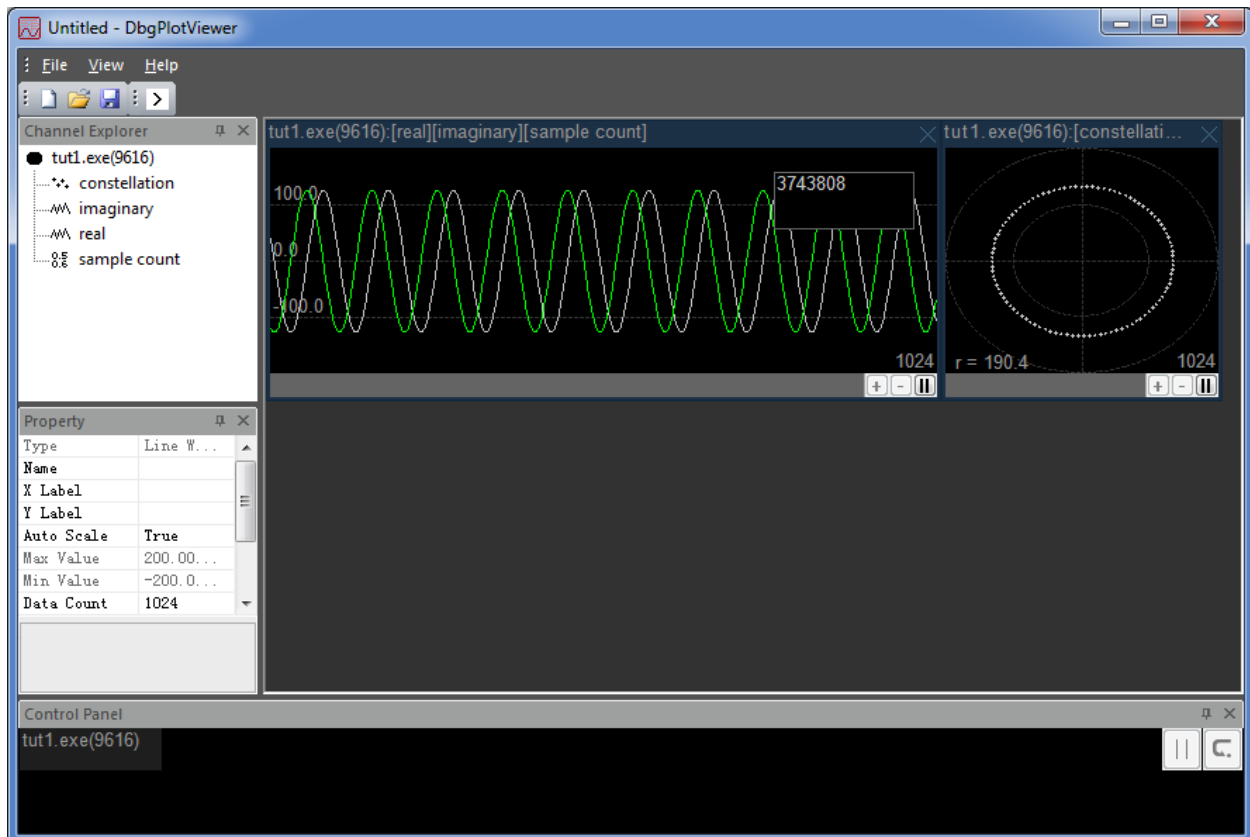 Untitled - DbgPlotViewer
File View Help
Channel Explorer
tut1.exe(9616)
constellation
imaginary
real
sample count
tut1.exe(9616):[real][imaginary][sample count]
100.0
0.0
-100.0
3743808
1024
tut1.exe(9616):[constellati...
r = 190.4
1024
Property
Type Line W...
Name
X Label
Y Label
Auto Scale True
Max Value 200.00...
Min Value -200.0...
Data Count 1024
Control Panel
tut1.exe(9616)